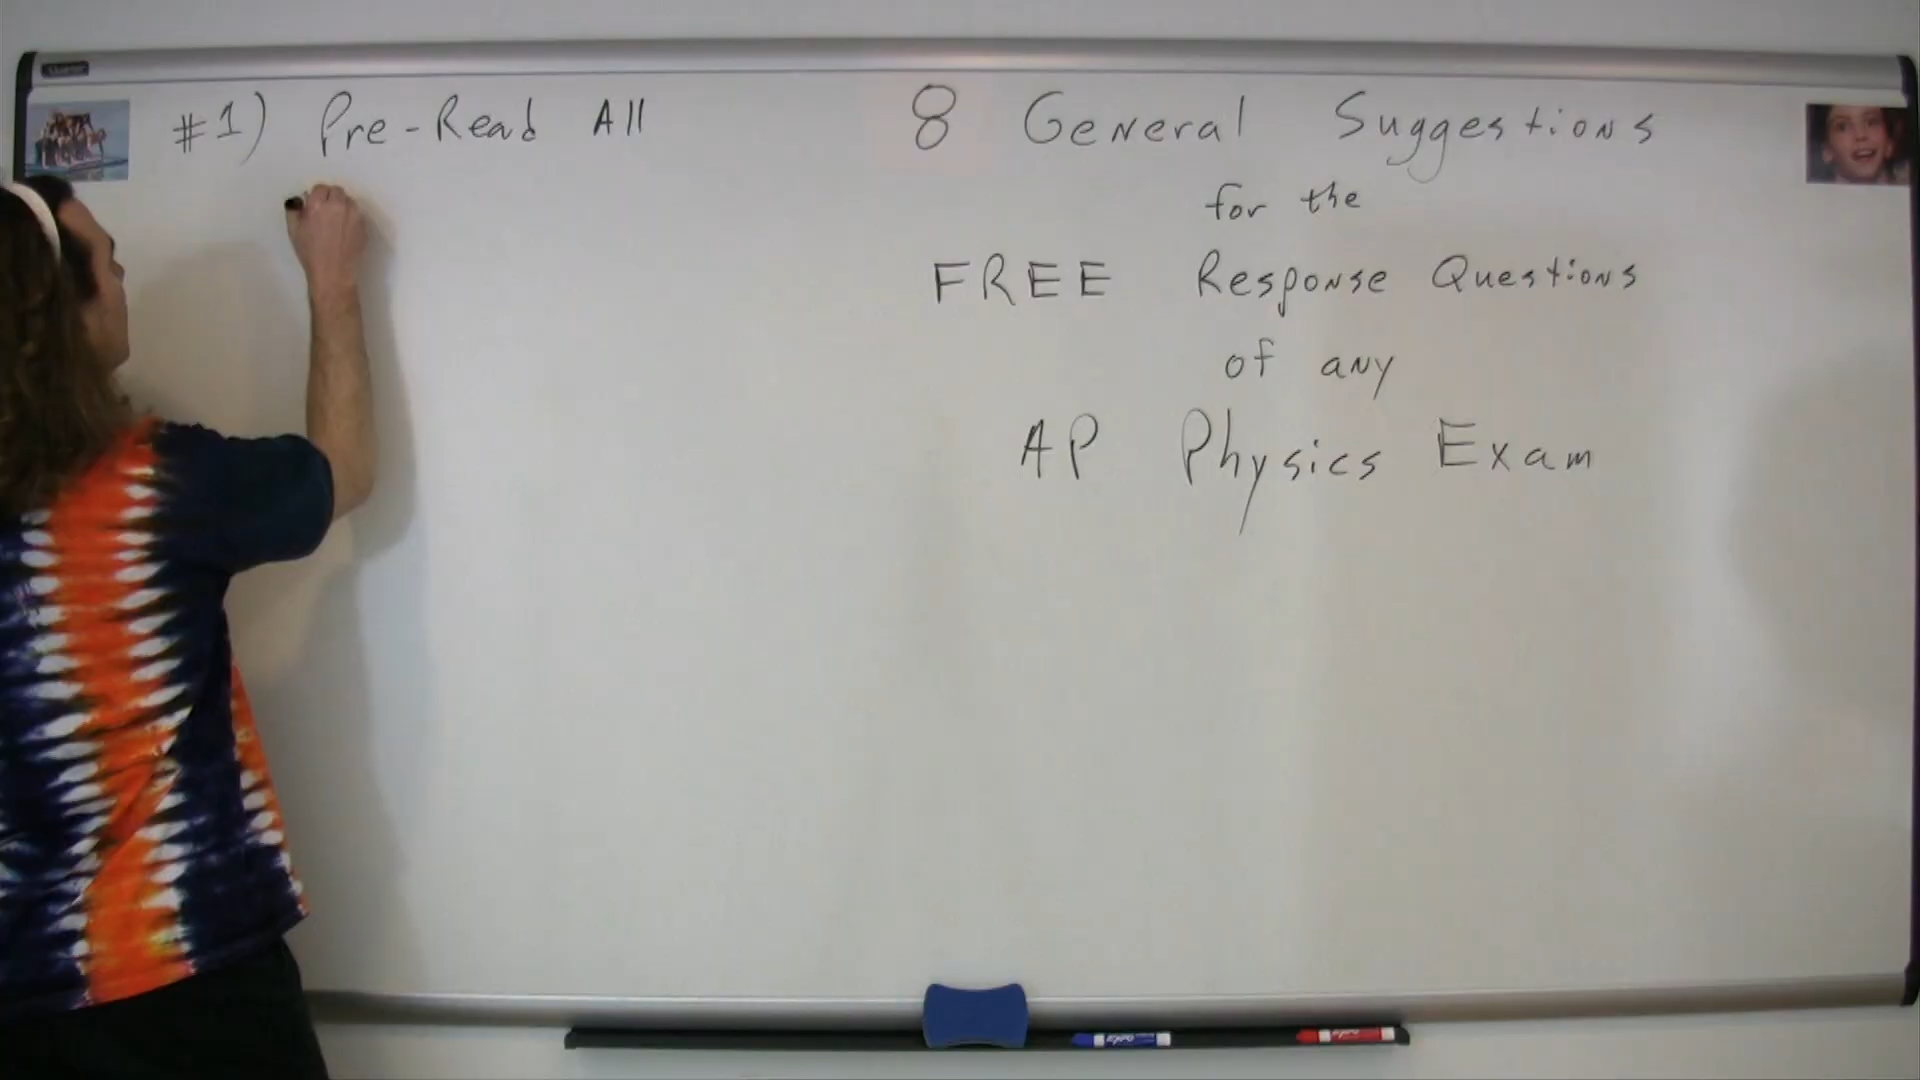 #1) Pre-Read All
8 General Suggestions
for the
FREE Response Questions
of any
AP Physics Exam